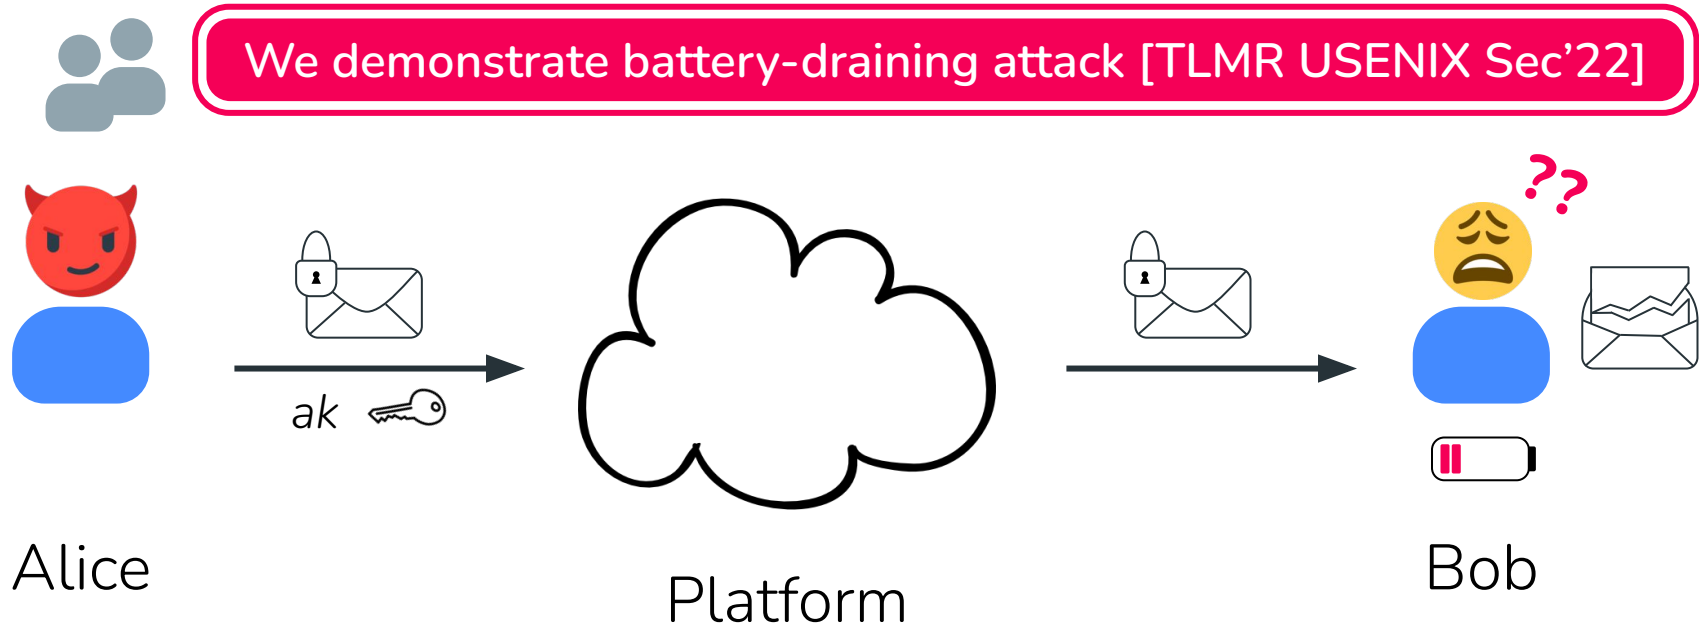 We demonstrate battery-draining attack [TLMR USENIX Sec’22]
??
ak
Alice
Platform
Bob